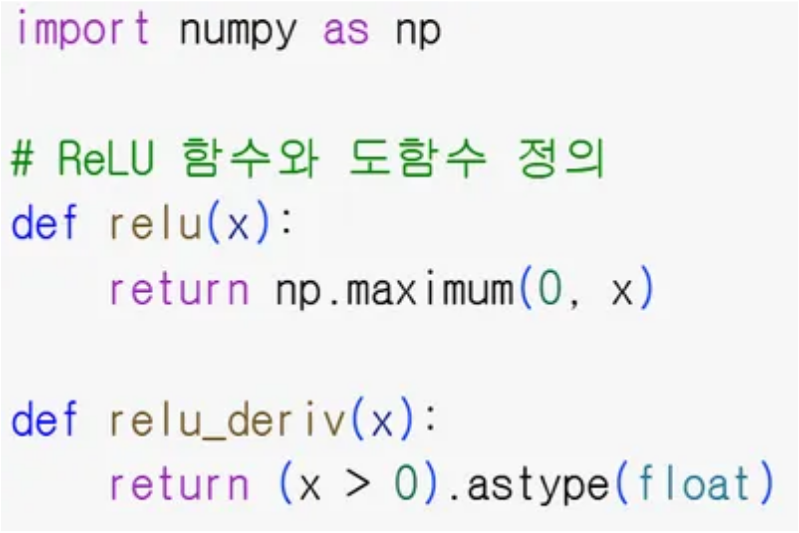 import numpy as np
# ReLU 함수와 도함수 정의
def relu(x):
    return np.maximum(0, x)
def relu_deriv(x):
    return (x > 0).astype(float)